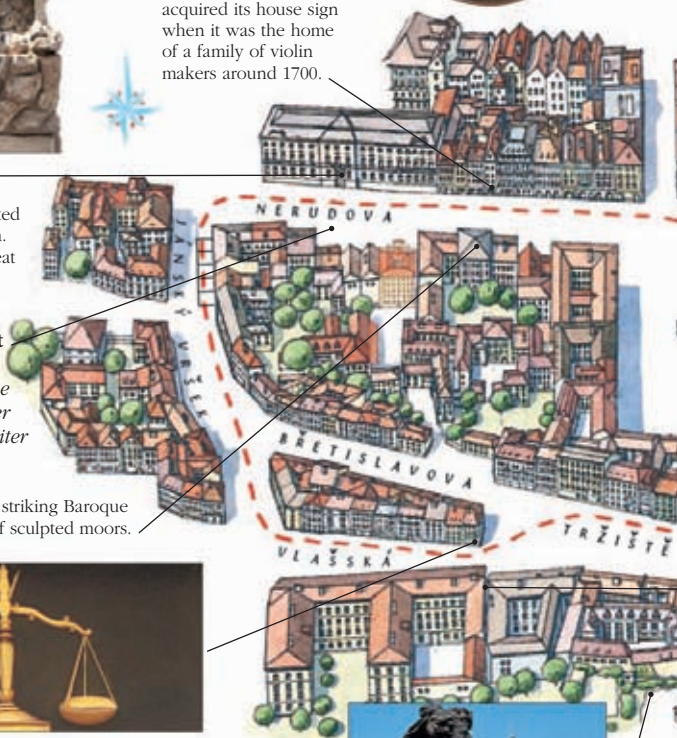 acquired its house sign
when it was the home
of a family of violin
makers around 1700.
NERUDOVA
JÁNSKÝ VRŠEK
BŘETISLAVOVA
VLAŠSKÁ
TRŽIŠTĚ
striking Baroque
sculpted moors.